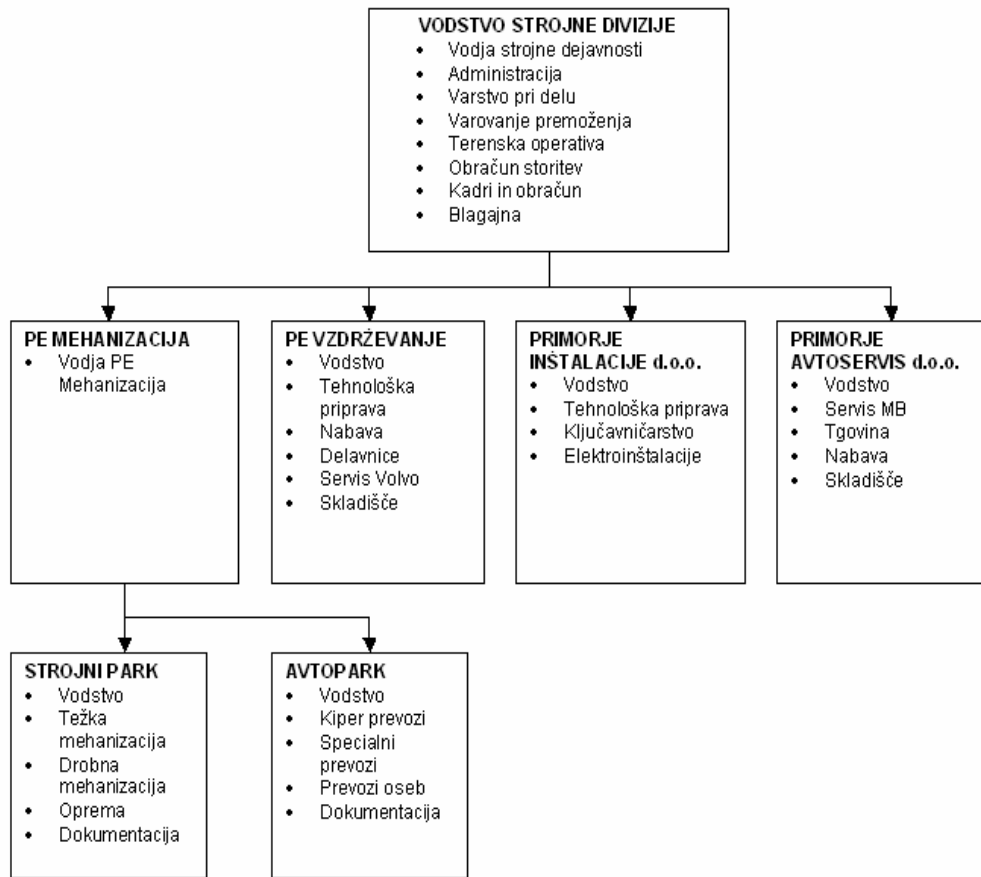 VODSTVO STROJNE DIVIZIJE
• Vodja strojne dejavnosti
• Administracija
• Varstvo pri delu
• Varovanje premoženja
• Terenska operativa
• Obračun storitev
• Kadri in obračun
• Blagajna
PE MEHANIZACIJA
• Vodja PE
Mehanizacija
PE VZDRŽEVANJE
• Vodstvo
• Tehnološka
priprava
• Nabava
• Delavnice
• Servis Volvo
• Skladišče
PRIMORJE
INŠTALACIJE d.o.o.
• Vodstvo
• Tehnološka priprava
• Ključavničarstvo
• Elektroinštalacije
PRIMORJE
AVTOSERVIS d.o.o.
• Vodstvo
• Servis MB
• Tgovina
• Nabava
• Skladišče
STROJNI PARK
• Vodstvo
• Težka
mehanizacija
• Drobna
mehanizacija
• Oprema
• Dokumentacija
AVTOPARK
• Vodstvo
• Kiper prevozi
• Specialni
prevozi
• Prevozi oseb
• Dokumentacija